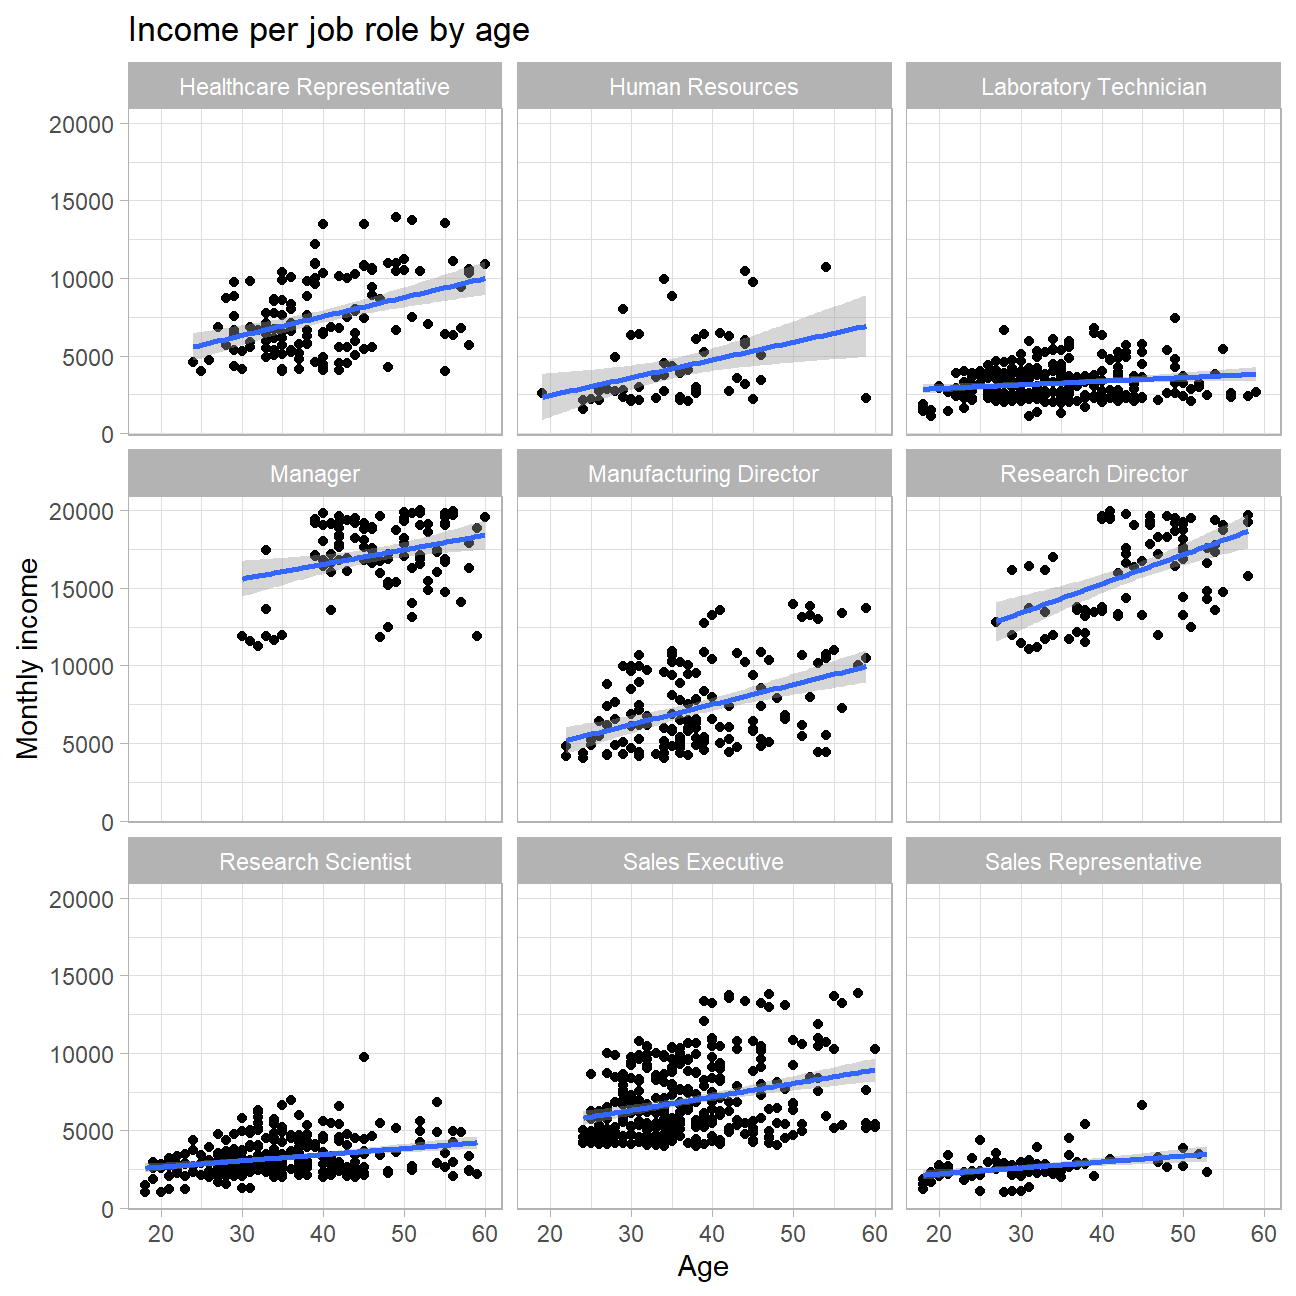 Income per job role by age
Healthcare Representative
Human Resources
Laboratory Technician
20000
15000
10000
5000
0
Manager
Manufacturing Director
Research Director
20000
15000
10000
5000
0
Monthly income
Research Scientist
Sales Executive
Sales Representative
20000
15000
10000
5000
0
20 30 40 50 60 20 30 40 50 60 20 30 40 50 60
Age